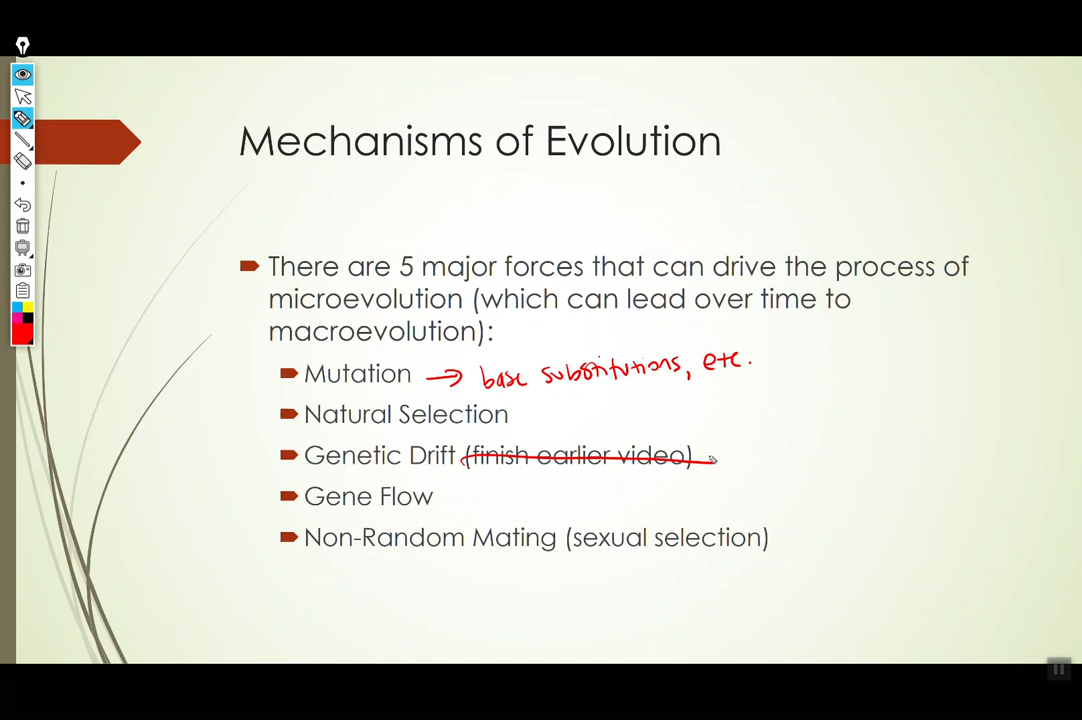 Mechanisms of Evolution
There are 5 major forces that can drive the process of
microevolution (which can lead over time to
macroevolution):
Mutation → base substitutions, etc.
Natural Selection
Genetic Drift (finish earlier video)
Gene Flow
Non-Random Mating (sexual selection)